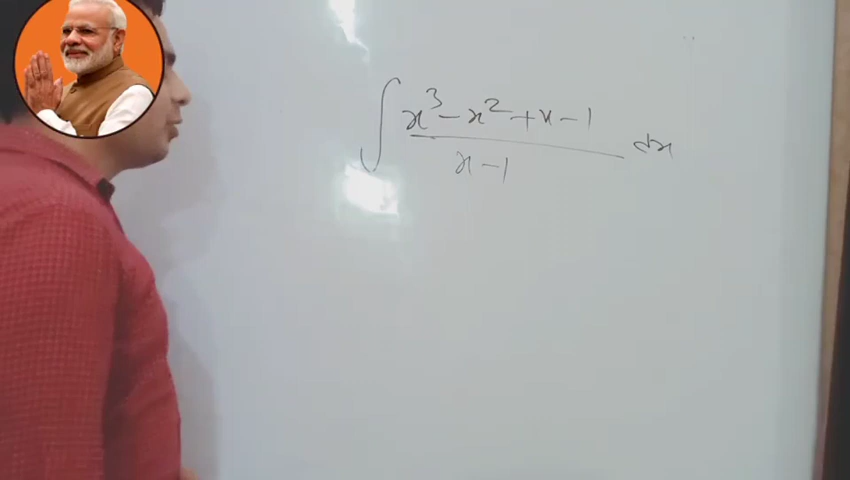 ∫ x³ - x² + x - 1 / x - 1 dx